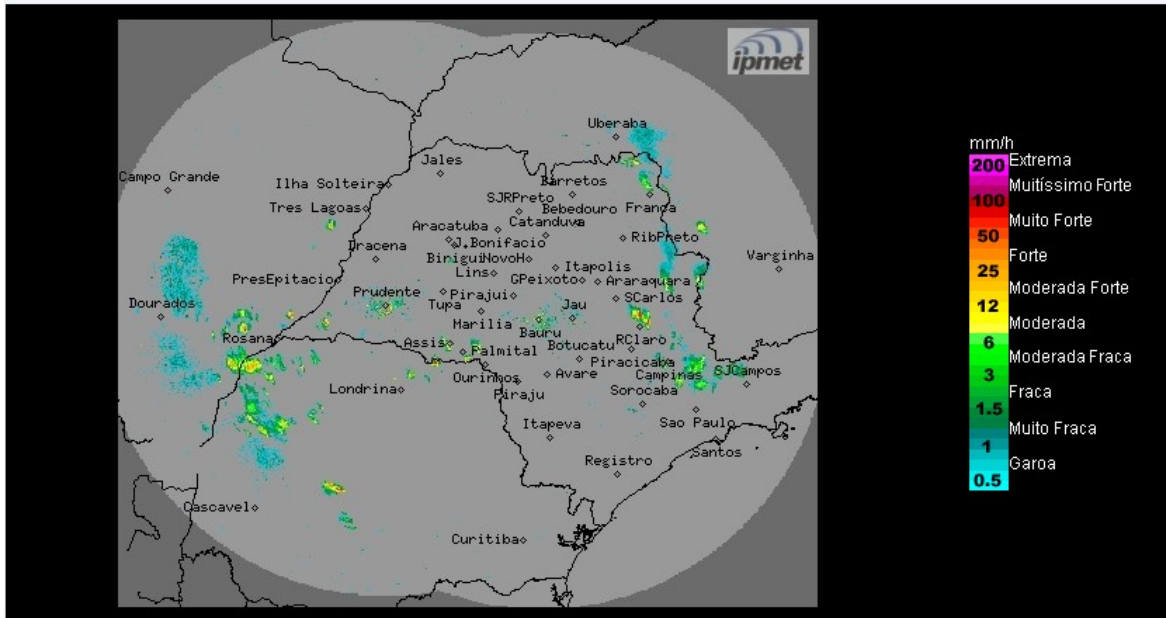 ipmet
Uberaba
Jales
Campo Grande
Ilha Solteira
Barretos
SJRPreto
Tres Lagoas
Bebedouro
Franca
Aracatuba
Catanduva
RibPreto
Dracena
J.Bonifacio
Varginha
Birigui
NovoH
Itapolis
Lins
PresEpitacio
GPeixoto
Araraquara
Dourados
Prudente
Tupa
Pirajui
SCarlos
Jau
Marilia
Bauru
Rosana
Assis
Botucatu
RClaro
Palmital
Piracicaba
Londrina
Ourinhos
Avare
Campinas
SJCampos
Piraju
Sorocaba
Itapeva
Sao Paulo
Santos
Registro
Cascavel
Curitiba
mm/h
200 Extrema
Muitíssimo Forte
100
Muito Forte
50
Forte
25
Moderada Forte
12
Moderada
6
Moderada Fraca
3
Fraca
1.5
Muito Fraca
1
Garoa
0.5